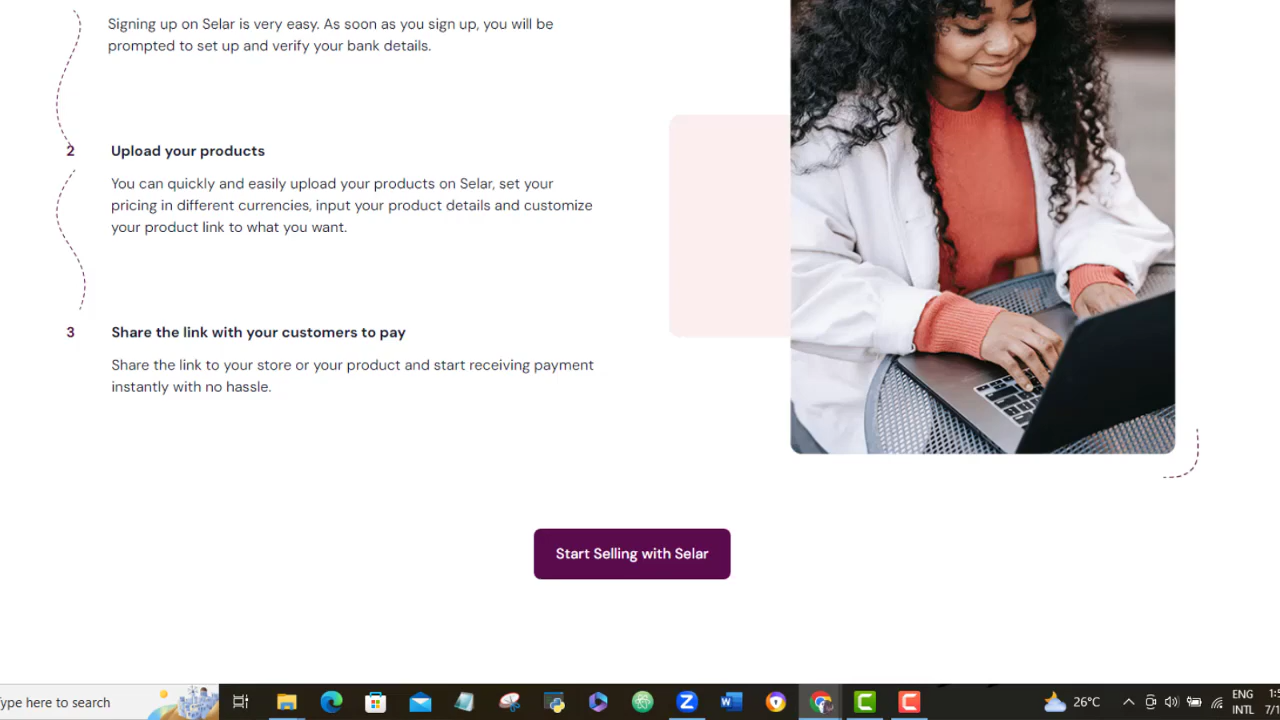 Signing up on Selar is very easy. As soon as you sign up, you will be
prompted to set up and verify your bank details.
2
Upload your products
You can quickly and easily upload your products on Selar, set your
pricing in different currencies, input your product details and customize
your product link to what you want.
3
Share the link with your customers to pay
Share the link to your store or your product and start receiving payment
instantly with no hassle.
Start Selling with Selar
ype here to search
26°C
ENG
INTL